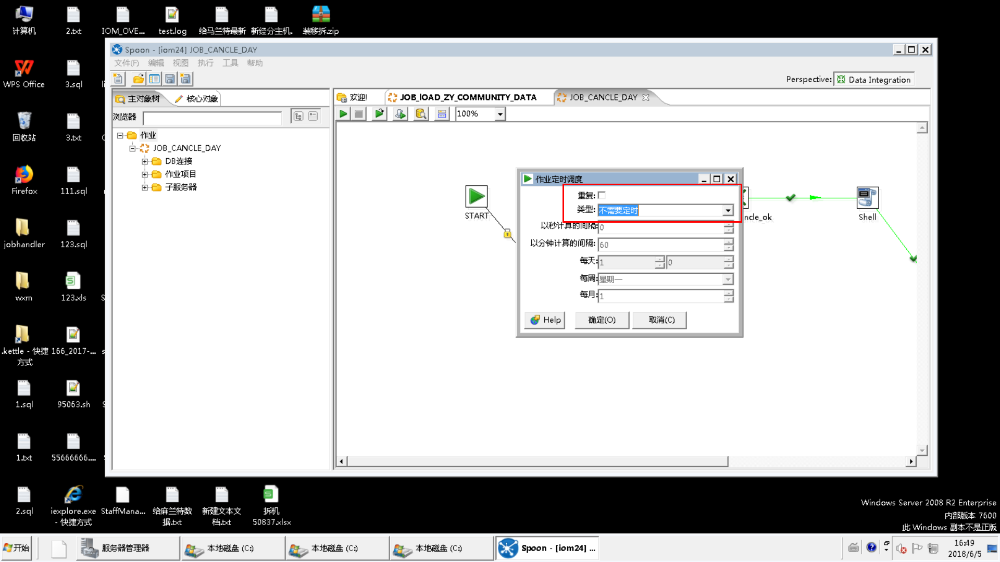 计算机
2.txt
IOM_OVE...
test.log
给马兰特最新
新经分主机.
装移拆.zip
WPS Office
3.sql
回收站
3.txt
Firefox
111.sql
jobhandler
123.sql
wxm
123.xls
.kettle - 快捷方式
166_2017-...
1.sql
95063.sh
1.txt
55666666....
2.sql
iexplore.exe
- 快捷方式
StaffMana...
给麻兰特数
据.txt
新建文本文
档.txt
拆机
50837.xlsx
Spoon - [iom24] JOB_CANCLE_DAY
文件(F) 编辑 视图 执行 工具 帮助
Perspective: Data Integration
主对象树 核心对象
浏览器
作业
JOB_CANCLE_DAY
DB连接
作业项目
子服务器
欢迎! JOB_lOAD_ZY_COMMUNITY_DATA JOB_CANCLE_DAY
100%
START
ncle_ok
Shell
作业定时调度
重复:
类型: 不需要定时
以秒计算的间隔: 0
以分钟计算的间隔: 60
每天: 1 0
每周: 星期一
每月: 1
Help 确定(O) 取消(C)
Windows Server 2008 R2 Enterprise
内部版本 7600
此 Windows 副本不是正版
开始 服务器管理器 本地磁盘 (C:) 本地磁盘 (C:) 本地磁盘 (C:) Spoon - [iom24] ...
16:49
2018/6/5